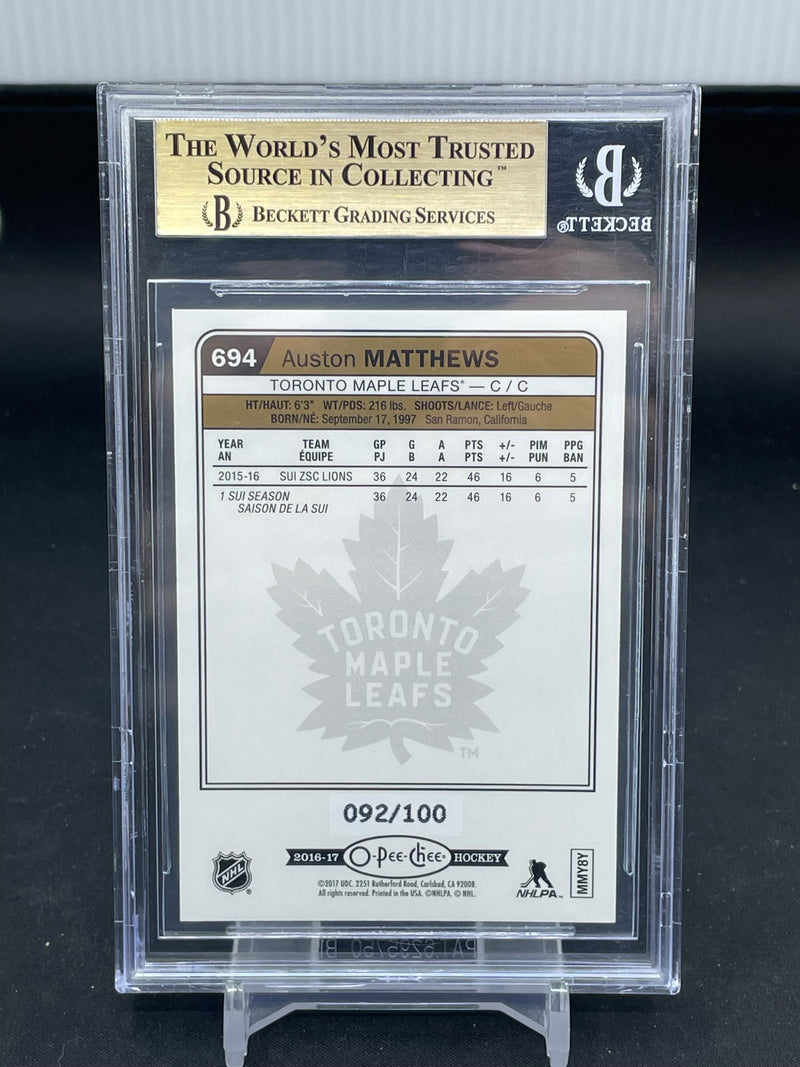 THE WORLD'S MOST TRUSTED
SOURCE IN COLLECTING™
B BECKETT GRADING SERVICES
B
BECKETT®
694 Auston MATTHEWS
TORONTO MAPLE LEAFS® — C / C
HT/HAUT: 6'3" WT/PDS: 216 lbs. SHOOTS/LANCE: Left/Gauche
BORN/NÉ: September 17, 1997 San Ramon, California
YEAR TEAM GP G A PTS +/- PIM PPG
AN ÉQUIPE PJ B A PTS +/- PUN BAN
2015-16 SUI ZSC LIONS 36 24 22 46 16 6 5
1 SUI SEASON 36 24 22 46 16 6 5
SAISON DE LA SUI
TORONTO
MAPLE
LEAFS
TM
092/100
2016-17 O-Pee-Chee® HOCKEY
NHL ®
©2017 UDC. 2251 Rutherford Road, Carlsbad, CA 92008.
All rights reserved. Printed in the USA. ©NHLPA. © NHL.
NHLPA™
MMY8Y